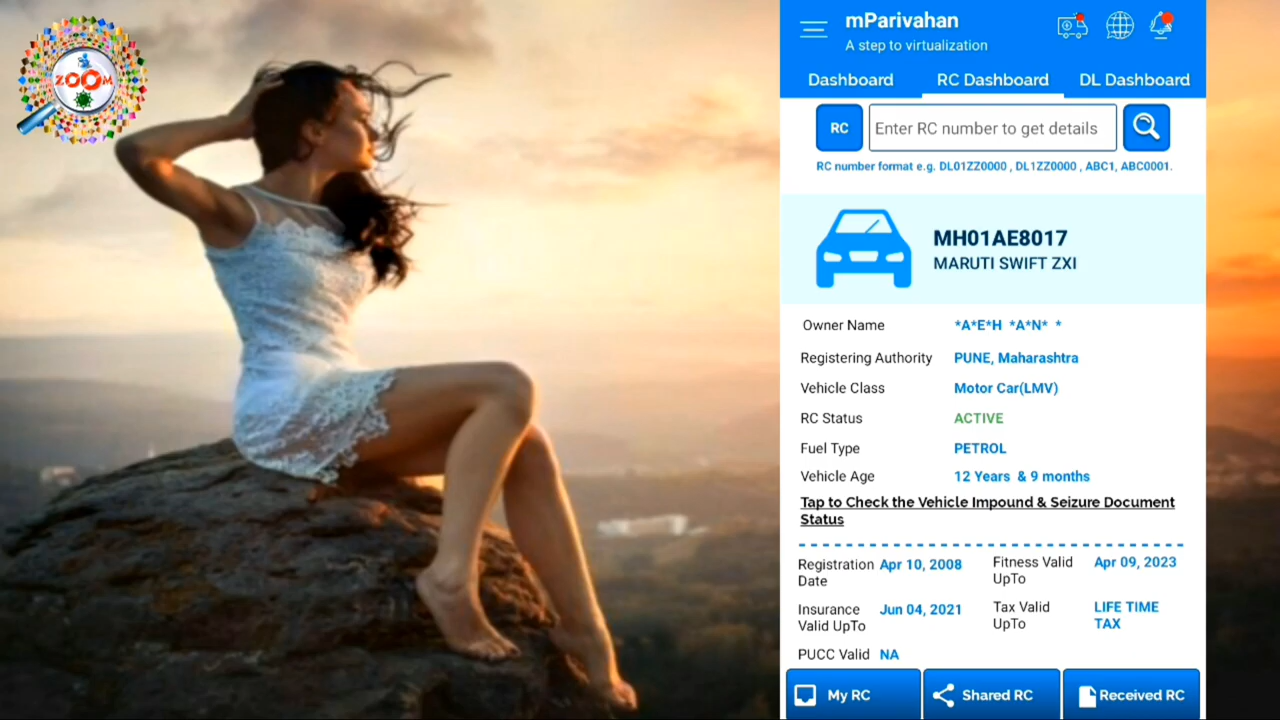 ZOOM
mParivahan
A step to virtualization
Dashboard RC Dashboard DL Dashboard
RC Enter RC number to get details
RC number format e.g. DL01ZZ0000 , DL1ZZ0000 , ABC1, ABC0001.
MH01AE8017
MARUTI SWIFT ZXI
Owner Name *A*E*H *A*N* *
Registering Authority PUNE, Maharashtra
Vehicle Class Motor Car(LMV)
RC Status ACTIVE
Fuel Type PETROL
Vehicle Age 12 Years & 9 months
Tap to Check the Vehicle Impound & Seizure Document
Status
Registration Date Apr 10, 2008 Fitness Valid UpTo Apr 09, 2023
Insurance Valid UpTo Jun 04, 2021 Tax Valid UpTo LIFE TIME TAX
PUCC Valid NA
My RC Shared RC Received RC